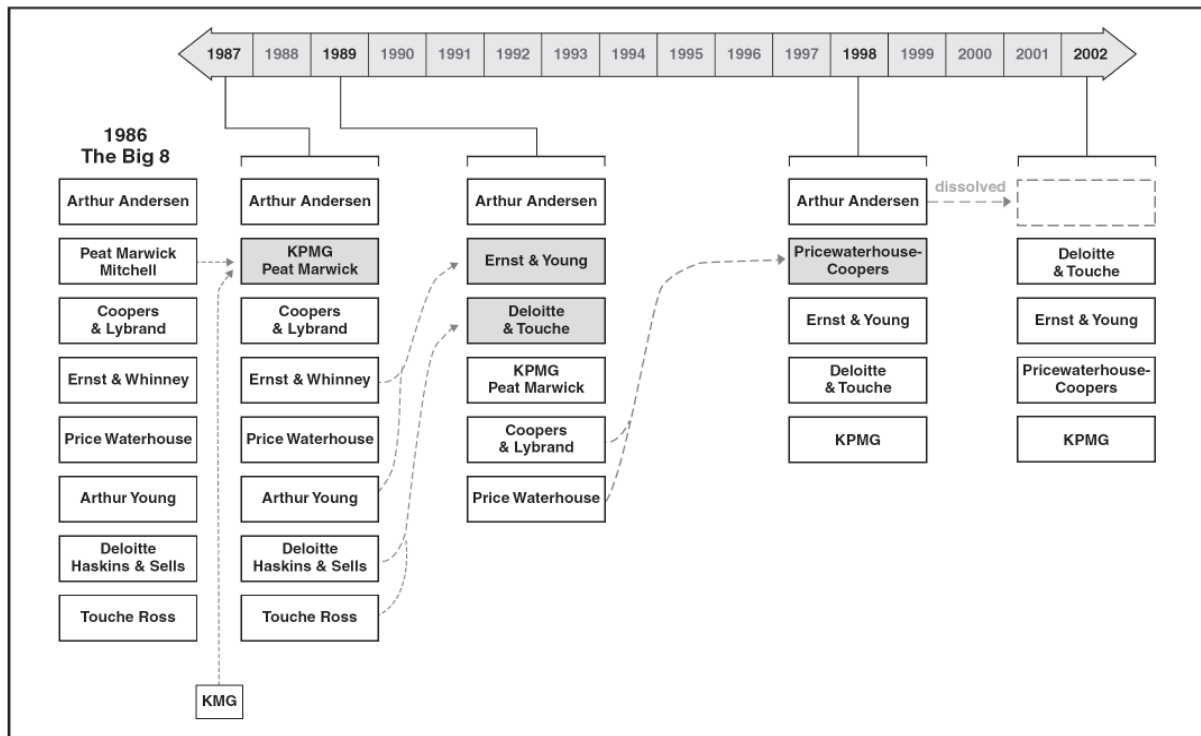 1987 1988 1989 1990 1991 1992 1993 1994 1995 1996 1997 1998 1999 2000 2001 2002
1986
The Big 8
Arthur Andersen
Peat Marwick
Mitchell
Coopers
& Lybrand
Ernst & Whinney
Price Waterhouse
Arthur Young
Deloitte
Haskins & Sells
Touche Ross
KMG
Arthur Andersen
KPMG
Peat Marwick
Coopers
& Lybrand
Ernst & Whinney
Price Waterhouse
Arthur Young
Deloitte
Haskins & Sells
Touche Ross
Arthur Andersen
Ernst & Young
Deloitte
& Touche
KPMG
Peat Marwick
Coopers
& Lybrand
Price Waterhouse
Arthur Andersen
Pricewaterhouse-
Coopers
Ernst & Young
Deloitte
& Touche
KPMG
dissolved
Deloitte
& Touche
Ernst & Young
Pricewaterhouse-
Coopers
KPMG